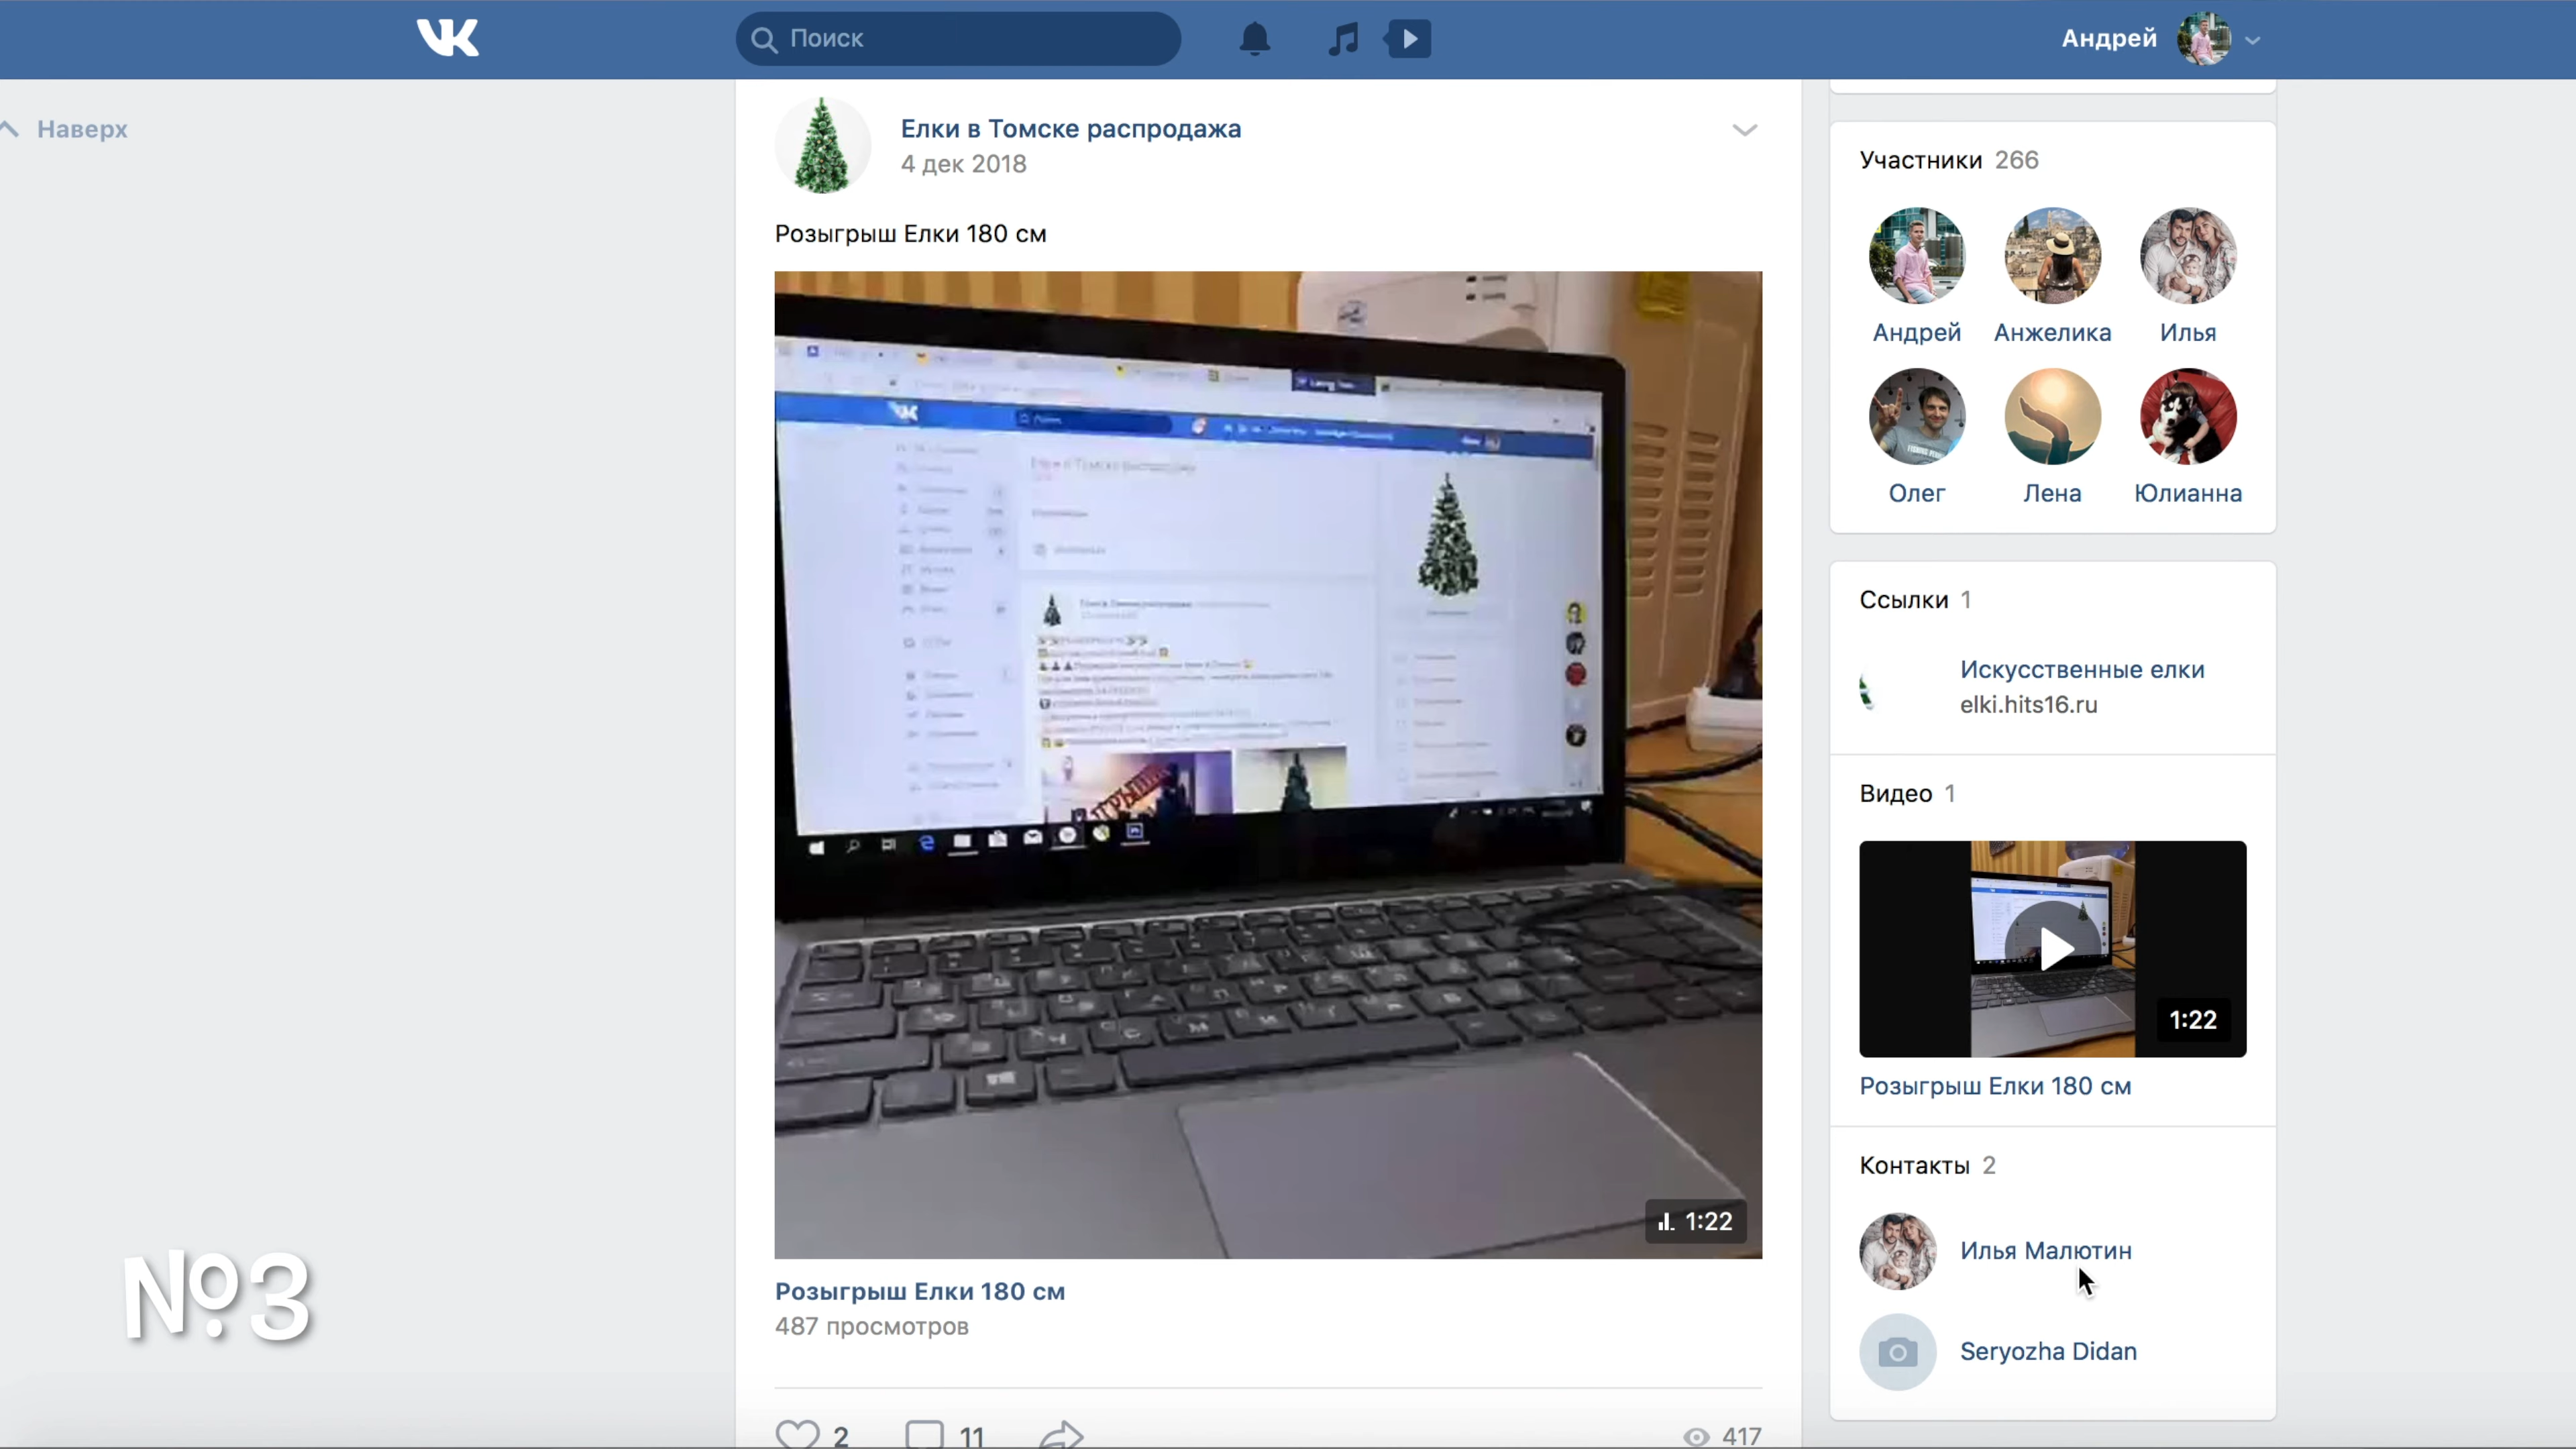 VK
Поиск
Андрей
Наверх
Елки в Томске распродажа
4 дек 2018
Розыгрыш Елки 180 см
1:22
Розыгрыш Елки 180 см
487 просмотров
2
11
417
Участники 266
Андрей
Анжелика
Илья
Олег
Лена
Юлианна
Ссылки 1
Искусственные елки
elki.hits16.ru
Видео 1
1:22
Розыгрыш Елки 180 см
Контакты 2
Илья Малютин
Seryozha Didan
№3